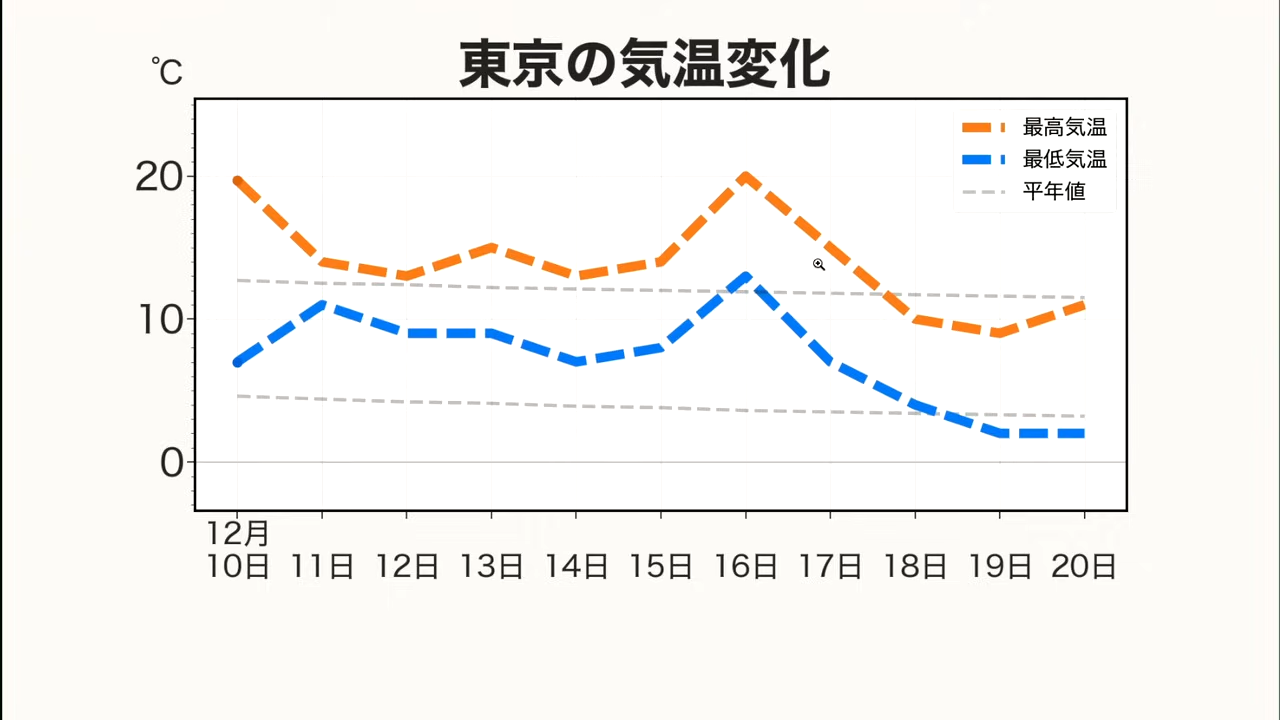 東京の気温変化
℃
最高気温
最低気温
平年値
20
10
0
12月
10日 11日 12日 13日 14日 15日 16日 17日 18日 19日 20日